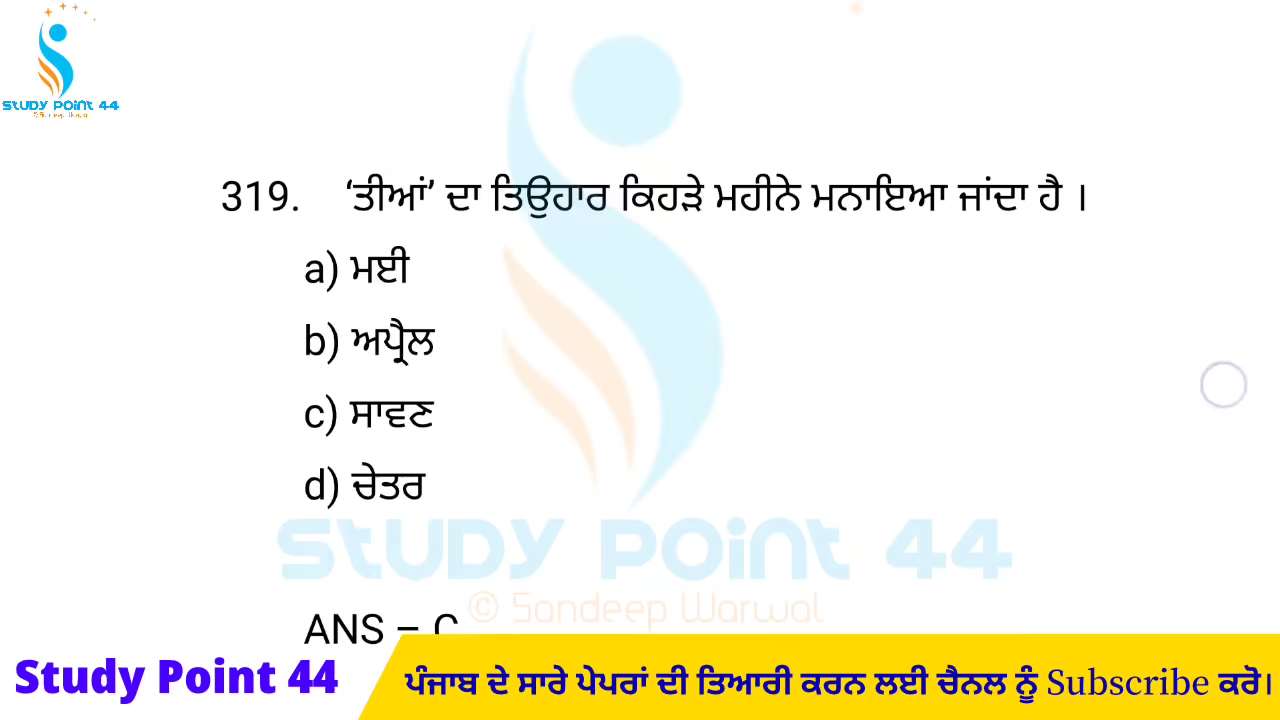 STUDY POINT 44
319. ‘ਤੀਆਂ’ ਦਾ ਤਿਉਹਾਰ ਕਿਹੜੇ ਮਹੀਨੇ ਮਨਾਇਆ ਜਾਂਦਾ ਹੈ ।
a) ਮਈ
b) ਅਪ੍ਰੈਲ
c) ਸਾਵਣ
d) ਚੇਤਰ
STUDY POINT 44
© Sandeep Warwal
ANS – C
Study Point 44
ਪੰਜਾਬ ਦੇ ਸਾਰੇ ਪੇਪਰਾਂ ਦੀ ਤਿਆਰੀ ਕਰਨ ਲਈ ਚੈਨਲ ਨੂੰ Subscribe ਕਰੋ।